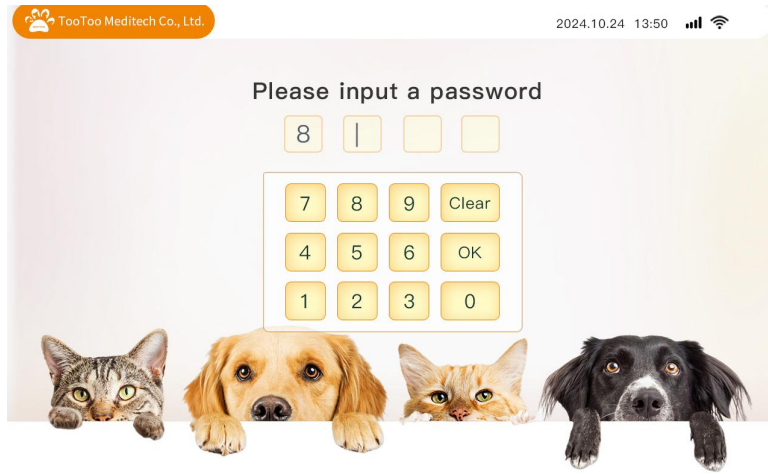 TooToo Meditech Co., Ltd.
2024.10.24 13:50
Please input a password
8
7 8 9 Clear
4 5 6 OK
1 2 3 0